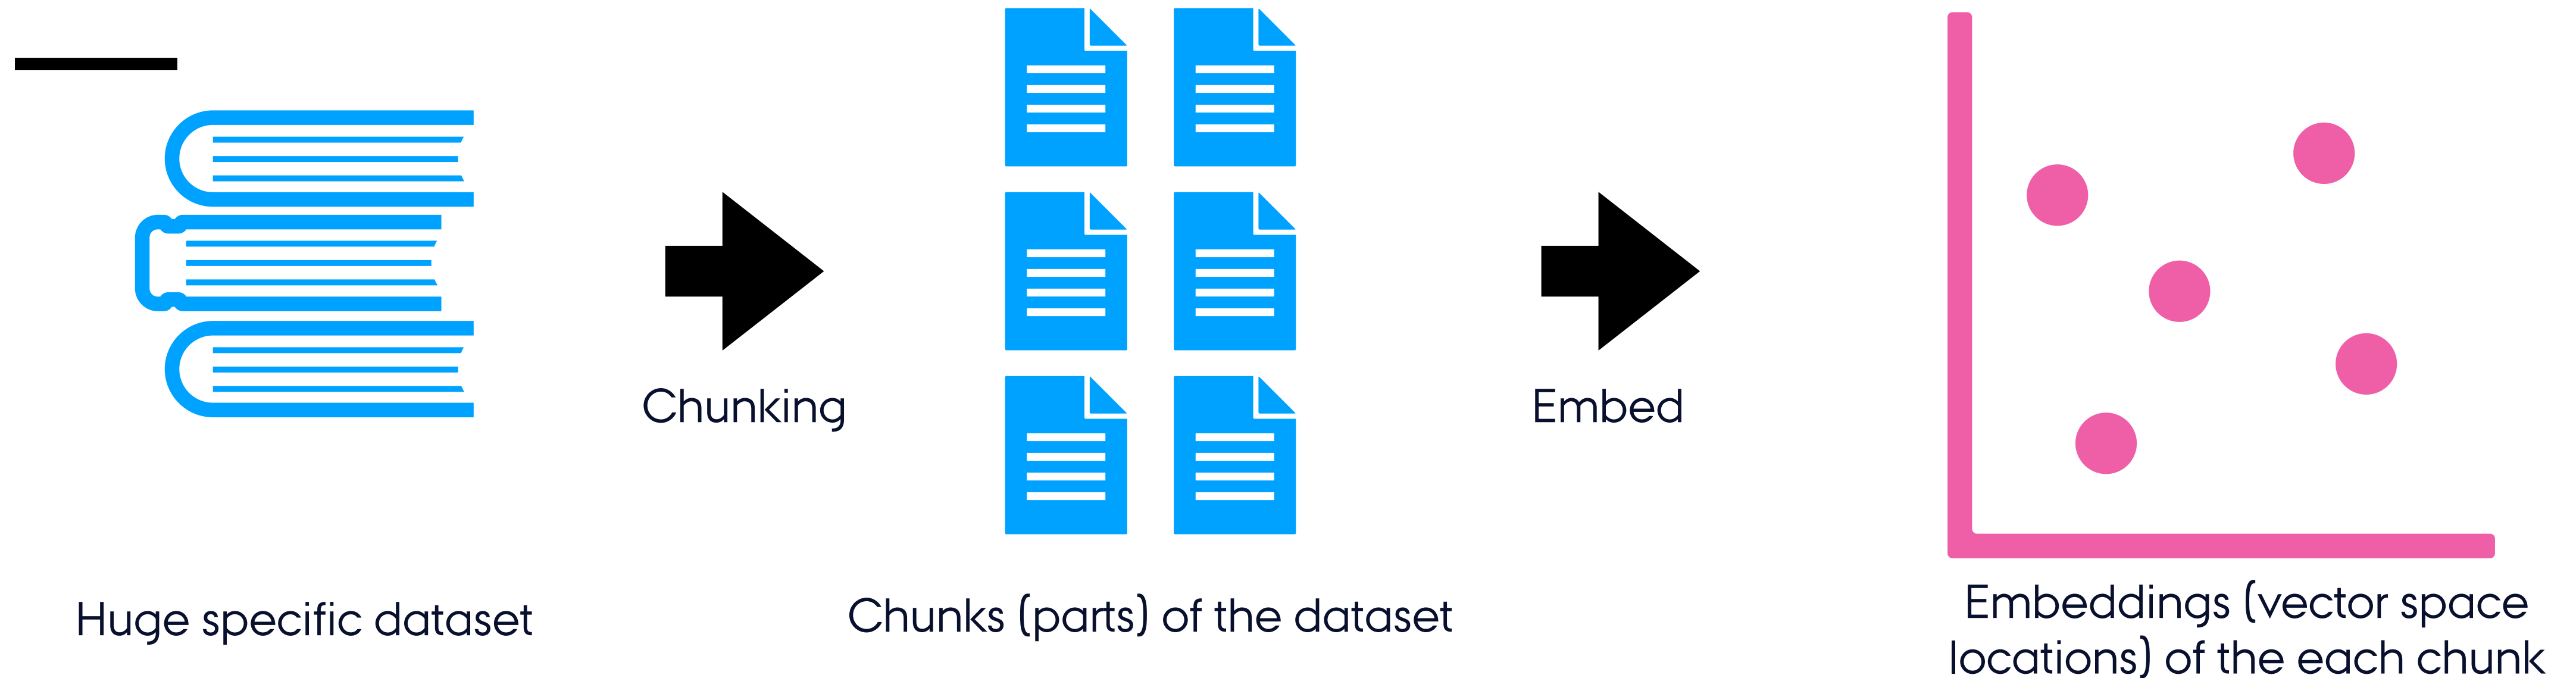 Chunking
Embed
Huge specific dataset
Chunks (parts) of the dataset
Embeddings (vector space
locations) of the each chunk